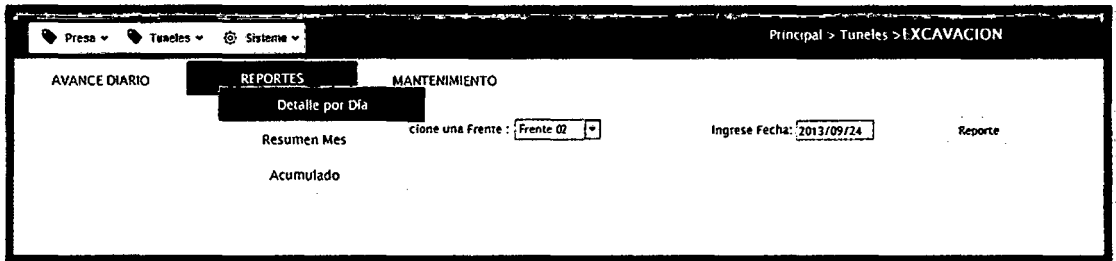 Presa Tuneles Sistema Principal > Tuneles > EXCAVACION
AVANCE DIARIO REPORTES MANTENIMIENTO
Detalle por Día
cione una Frente : Frente 02 Ingrese Fecha: 2013/09/24 Reporte
Resumen Mes
Acumulado